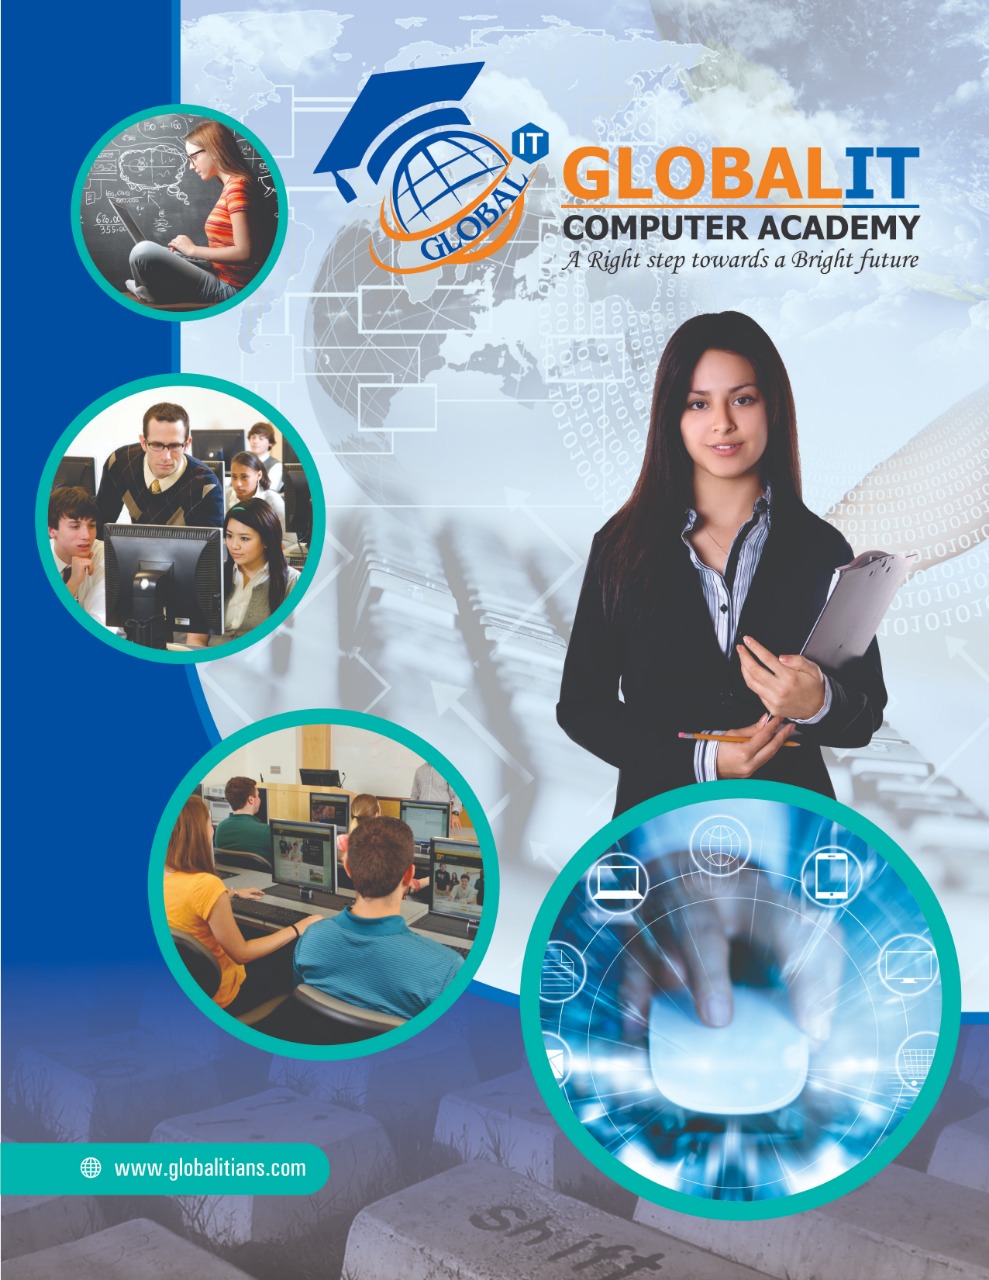 IT
GLOBAL
GLOBALIT
COMPUTER ACADEMY
A Right step towards a Bright future
www.globalitians.com
shift